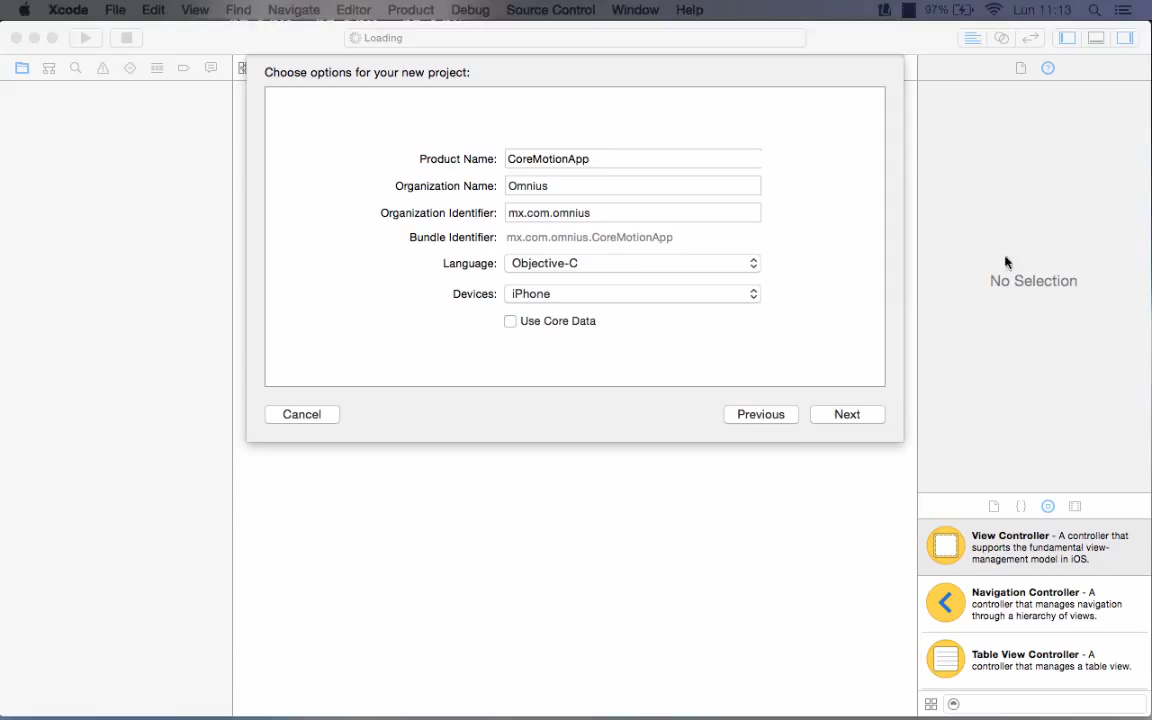 Xcode File Edit View Find Navigate Editor Product Debug Source Control Window Help 97% Lun 11:13
Loading
Choose options for your new project:
Product Name: CoreMotionApp
Organization Name: Omnius
Organization Identifier: mx.com.omnius
Bundle Identifier: mx.com.omnius.CoreMotionApp
Language: Objective-C
Devices: iPhone
Use Core Data
Cancel Previous Next
No Selection
View Controller - A controller that
supports the fundamental view-
management model in iOS.
Navigation Controller - A
controller that manages navigation
through a hierarchy of views.
Table View Controller - A
controller that manages a table view.